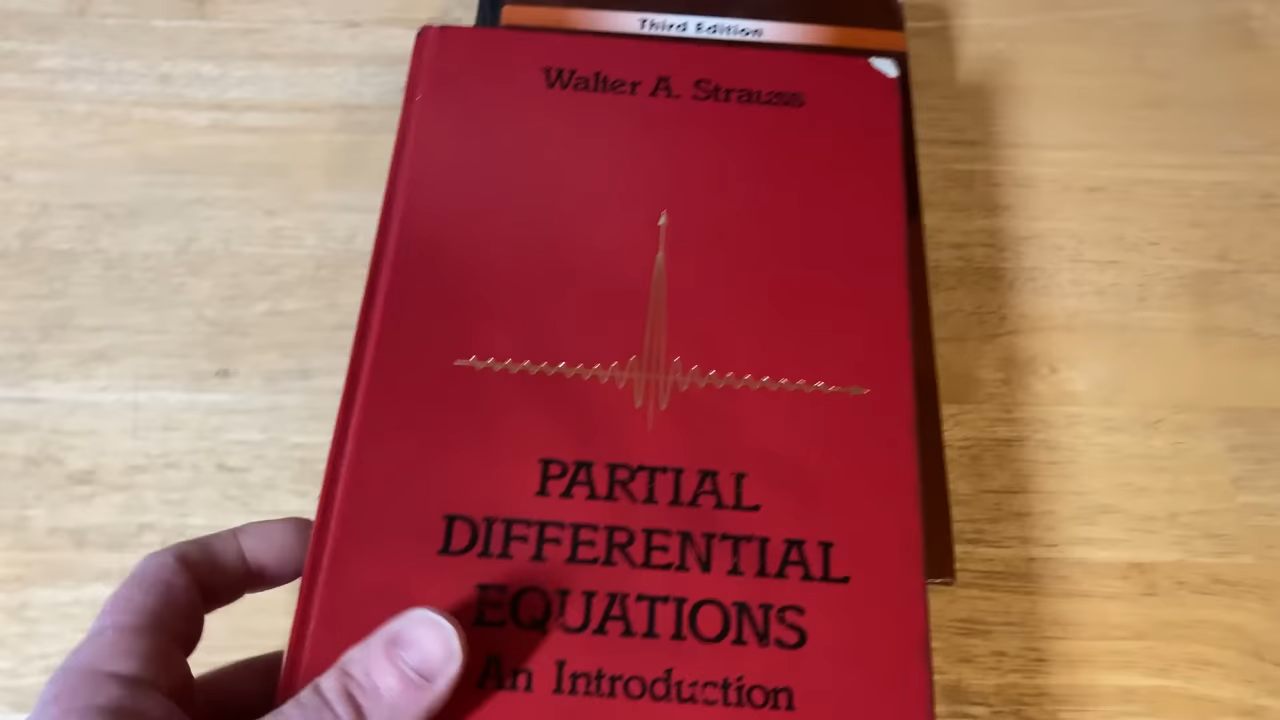 Third Edition
Walter A. Strauss
PARTIAL
DIFFERENTIAL
EQUATIONS
An Introduction